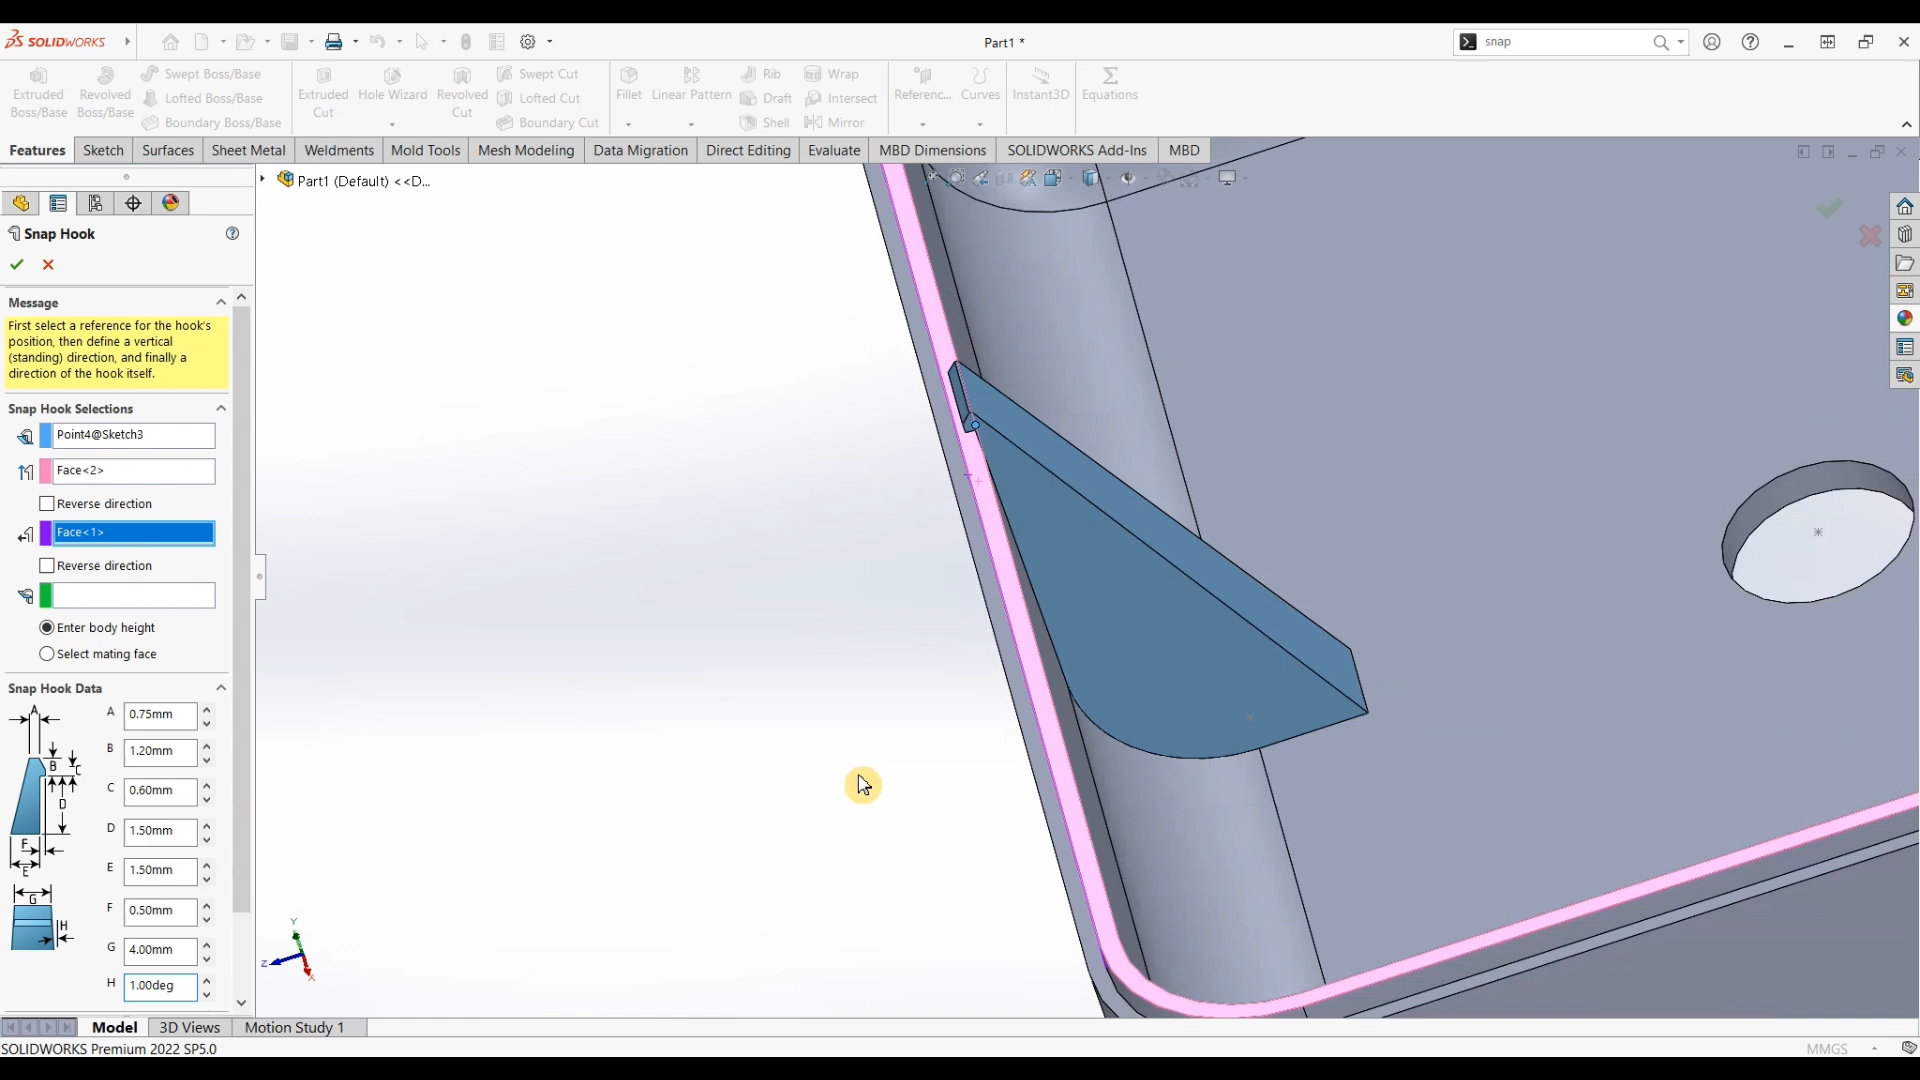 SOLIDWORKS
Part1 *
snap
Extruded Boss/Base
Revolved Boss/Base
Swept Boss/Base
Lofted Boss/Base
Boundary Boss/Base
Extruded Cut
Hole Wizard
Revolved Cut
Swept Cut
Lofted Cut
Boundary Cut
Fillet
Linear Pattern
Rib
Draft
Shell
Wrap
Intersect
Mirror
Referenc...
Curves
Instant3D
Equations
Features
Sketch
Surfaces
Sheet Metal
Weldments
Mold Tools
Mesh Modeling
Data Migration
Direct Editing
Evaluate
MBD Dimensions
SOLIDWORKS Add-Ins
MBD
Part1 (Default) <<D...
Snap Hook
Message
First select a reference for the hook's
position, then define a vertical
(standing) direction, and finally a
direction of the hook itself.
Snap Hook Selections
Point4@Sketch3
Face<2>
Reverse direction
Face<1>
Reverse direction
Enter body height
Select mating face
Snap Hook Data
A 0.75mm
B 1.20mm
C 0.60mm
D 1.50mm
E 1.50mm
F 0.50mm
G 4.00mm
H 1.00deg
A
B
C
D
F
E
G
H
Y
Z
X
Model
3D Views
Motion Study 1
SOLIDWORKS Premium 2022 SP5.0
MMGS